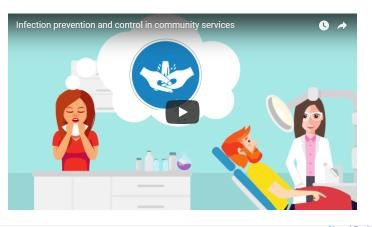 Infection prevention and control in community services